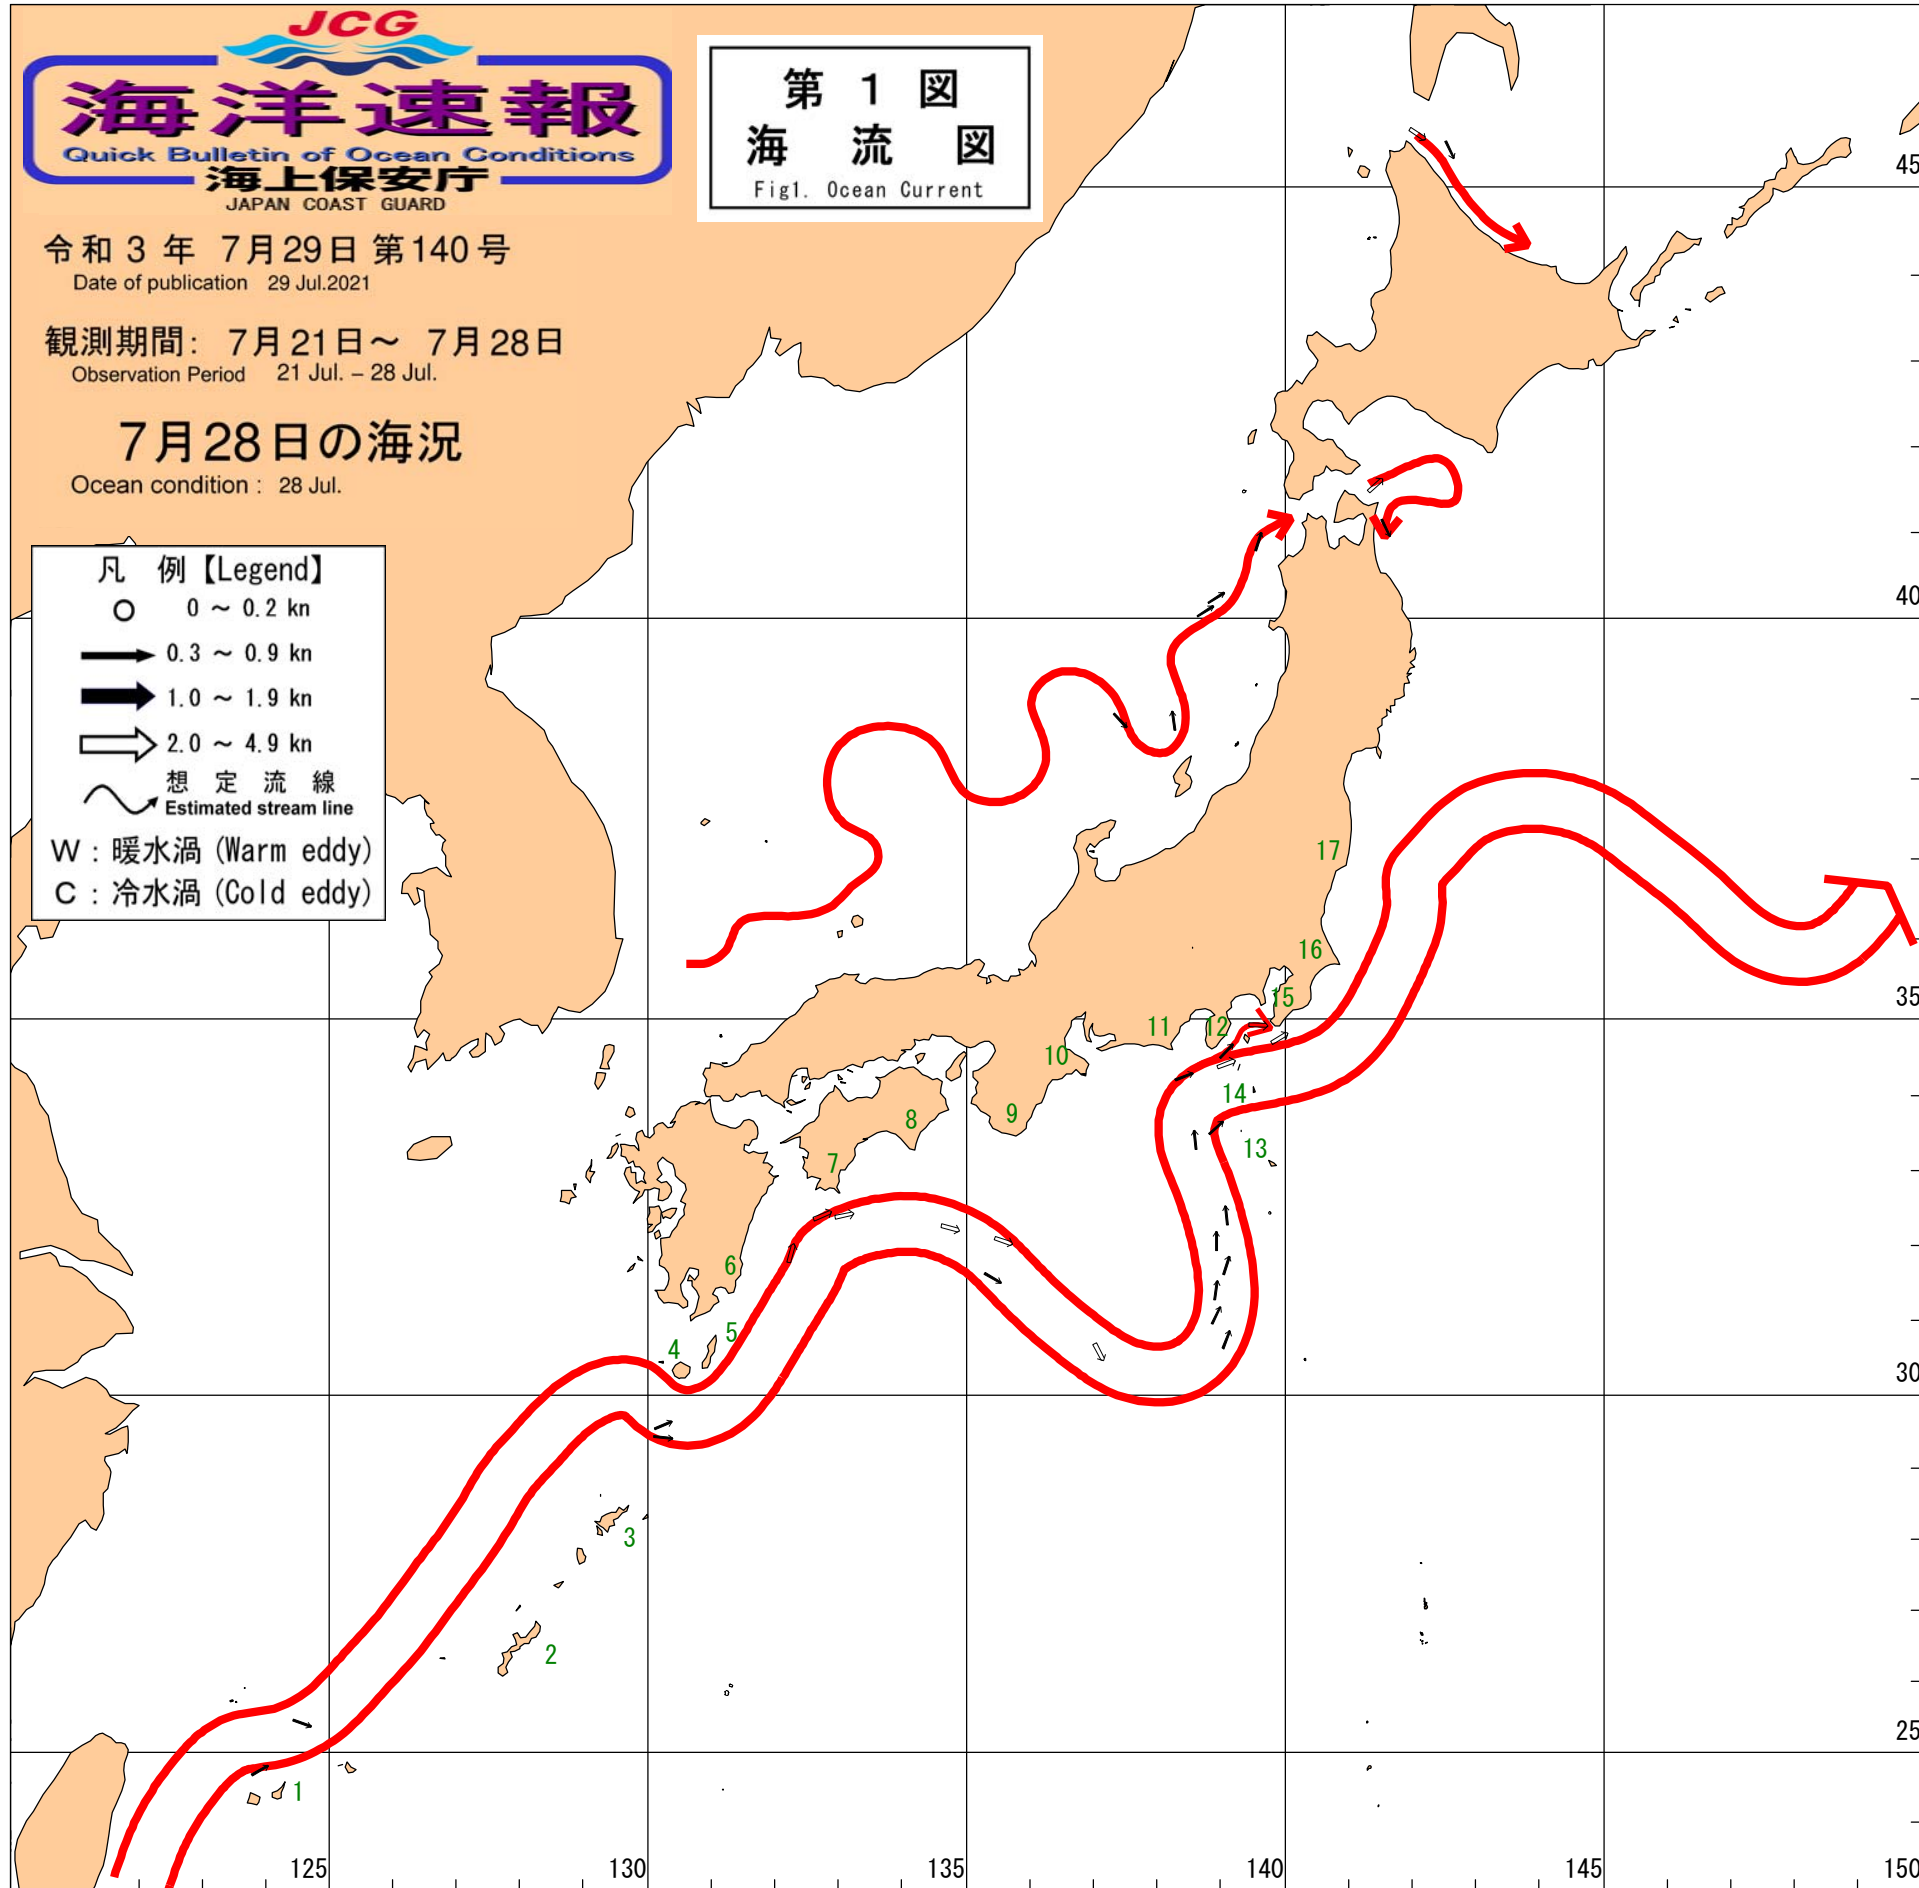 JCG
海洋速報
Quick Bulletin of Ocean Conditions
海上保安庁
JAPAN COAST GUARD
第 1 図
海 流 図
Fig1. Ocean Current
令和 3 年 7月29日 第140号
Date of publication 29 Jul.2021
観測期間: 7月21日～ 7月28日
Observation Period 21 Jul. – 28 Jul.
7月28日の海況
Ocean condition : 28 Jul.
凡 例【Legend】
0 ～ 0.2 kn
0.3 ～ 0.9 kn
1.0 ～ 1.9 kn
2.0 ～ 4.9 kn
想 定 流 線
Estimated stream line
W : 暖水渦 (Warm eddy)
C : 冷水渦 (Cold eddy)
45
40
17
16
15
35
12
11
10
14
9
8
13
7
6
5
4
30
3
2
25
1
125
130
135
140
145
150